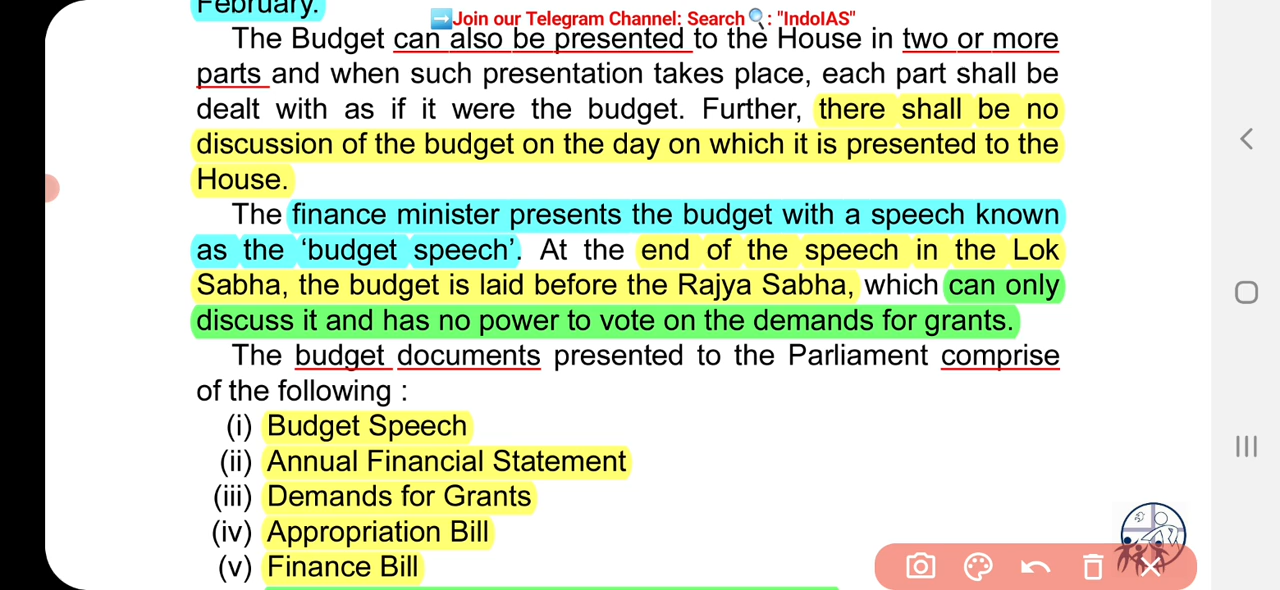 February.
➡Join our Telegram Channel: Search🔍: "IndoIAS"
The Budget can also be presented to the House in two or more
parts and when such presentation takes place, each part shall be
dealt with as if it were the budget. Further, there shall be no
discussion of the budget on the day on which it is presented to the
House.
The finance minister presents the budget with a speech known
as the ‘budget speech’. At the end of the speech in the Lok
Sabha, the budget is laid before the Rajya Sabha, which can only
discuss it and has no power to vote on the demands for grants.
The budget documents presented to the Parliament comprise
of the following :
(i) Budget Speech
(ii) Annual Financial Statement
(iii) Demands for Grants
(iv) Appropriation Bill
(v) Finance Bill